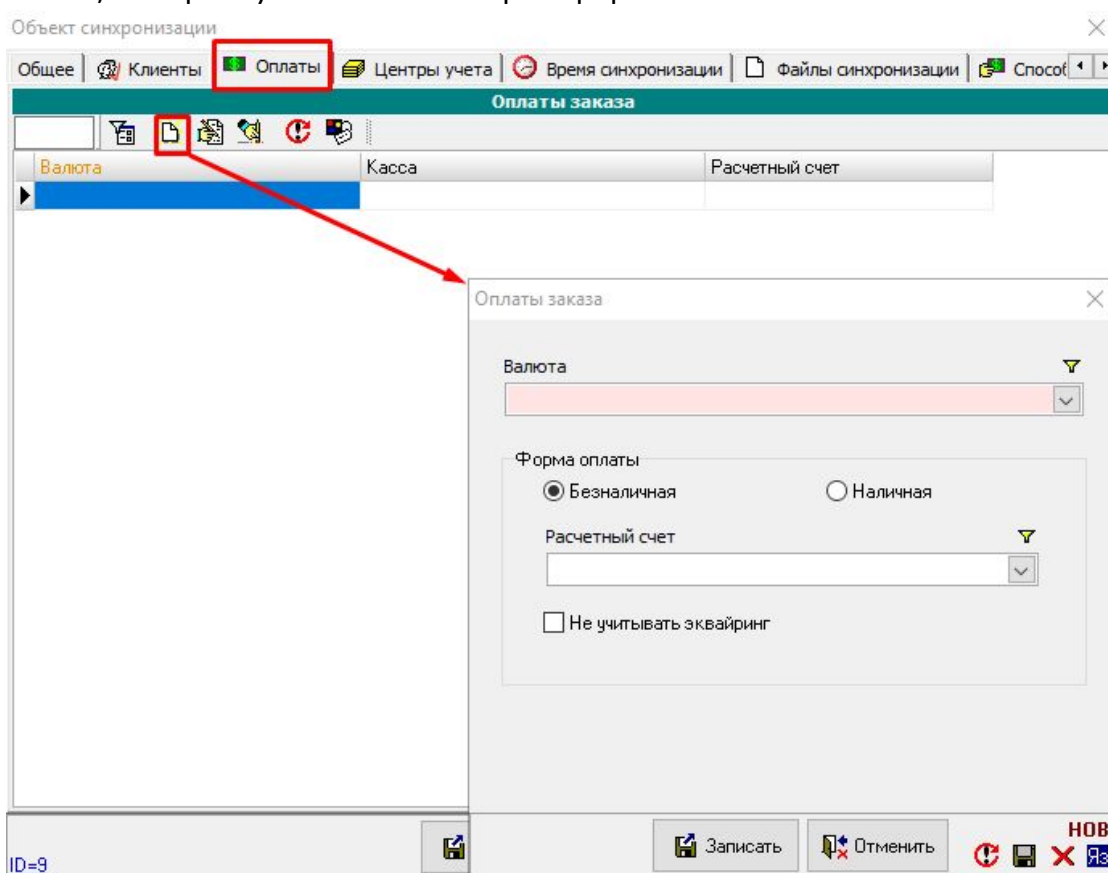 Объект синхронизации
Общее Клиенты Оплаты Центры учета Время синхронизации Файлы синхронизации Способ
Оплаты заказа
Валюта Касса Расчетный счет
Оплаты заказа
Валюта
Форма оплаты
Безналичная Наличная
Расчетный счет
Не учитывать эквайринг
НОВ
Записать Отменить
ID=9